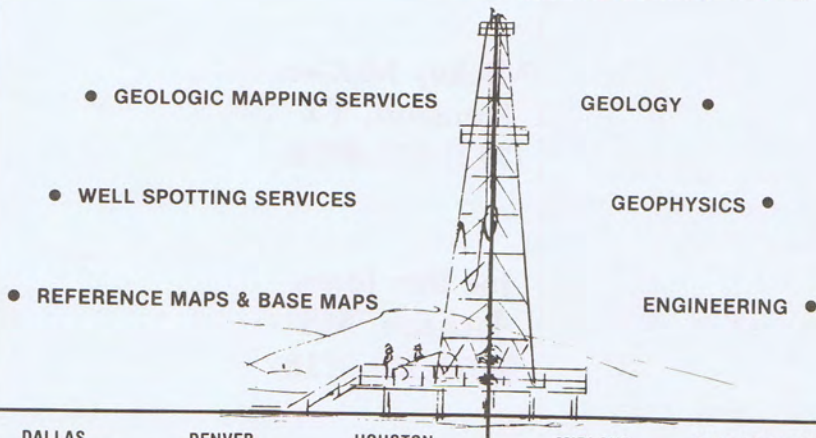 ● GEOLOGIC MAPPING SERVICES GEOLOGY ●
● WELL SPOTTING SERVICES GEOPHYSICS ●
● REFERENCE MAPS & BASE MAPS ENGINEERING ●
DALLAS DENVER HOUSTON